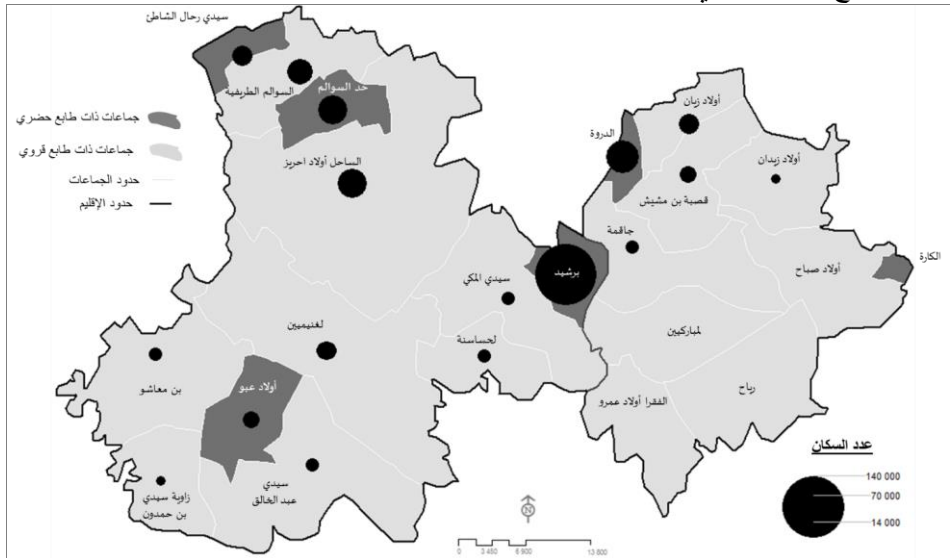 سيدي رحال الشاطئ
السوالم الطريفية
حد السوالم
الساحل أولاد احريز
جماعات ذات طابع حضري
جماعات ذات طابع قروي
حدود الجماعات
حدود الإقليم
أولاد زيان
الدروة
أولاد زيدان
قصبة بن مشيش
جاقمة
الكارة
أولاد صباح
برشيد
سيدي المكي
لمباركيين
لحساسنة
لغنيميين
بن معاشو
أولاد عبو
الفقرا أولاد عمرو
رياح
سيدي
عبد الخالق
زاوية سيدي
بن حمدون
عدد السكان
140 000
70 000
14 000
N
0 3 450 6 900 13 800